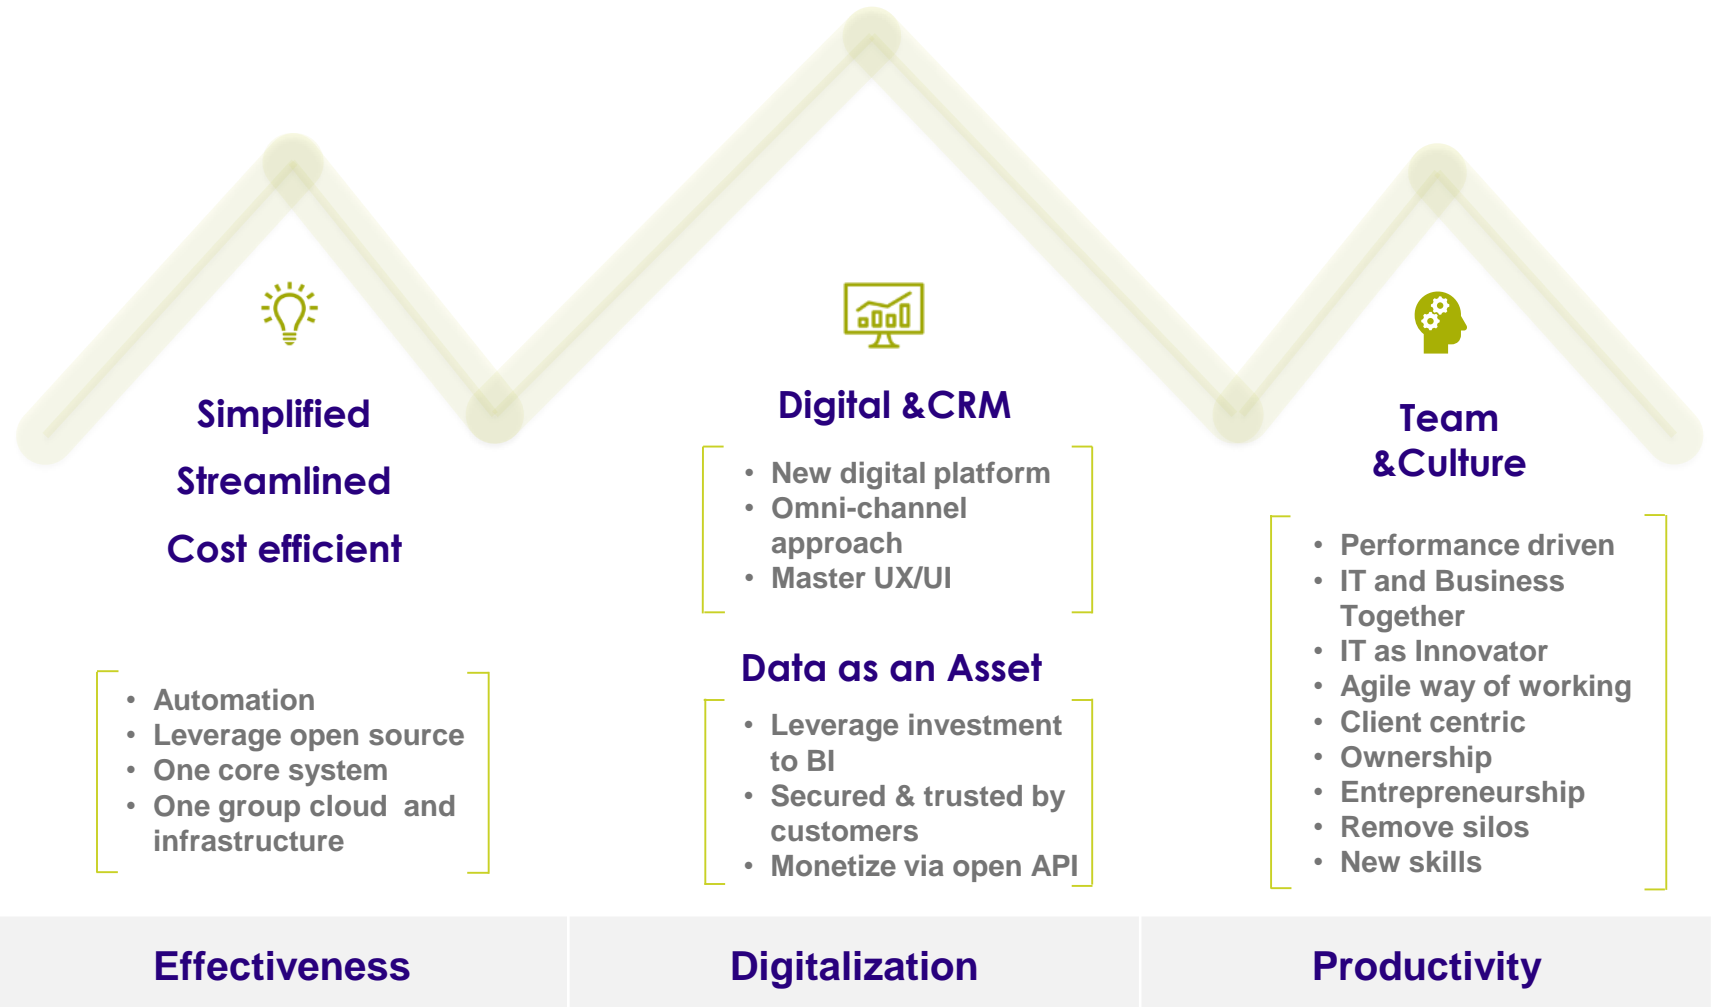 Simplified
Streamlined
Cost efficient
• Automation
• Leverage open source
• One core system
• One group cloud  and
infrastructure
Effectiveness
Digital &CRM
• New digital platform
• Omni-channel
approach
• Master UX/UI
Data as an Asset
• Leverage investment
to BI
• Secured & trusted by
customers
• Monetize via open API
Digitalization
Team
&Culture
• Performance driven
• IT and Business
Together
• IT as Innovator
• Agile way of working
• Client centric
• Ownership
• Entrepreneurship
• Remove silos
• New skills
Productivity